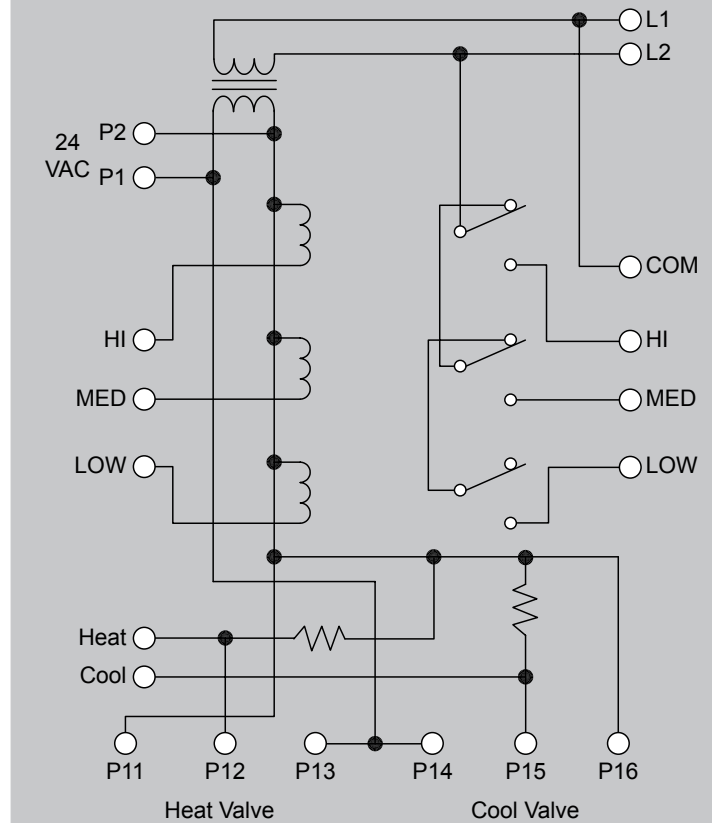 L1
L2
24
VAC
P2
P1
COM
HI
HI
MED
MED
LOW
LOW
Heat
Cool
P11 P12 P13 P14 P15 P16
Heat Valve Cool Valve